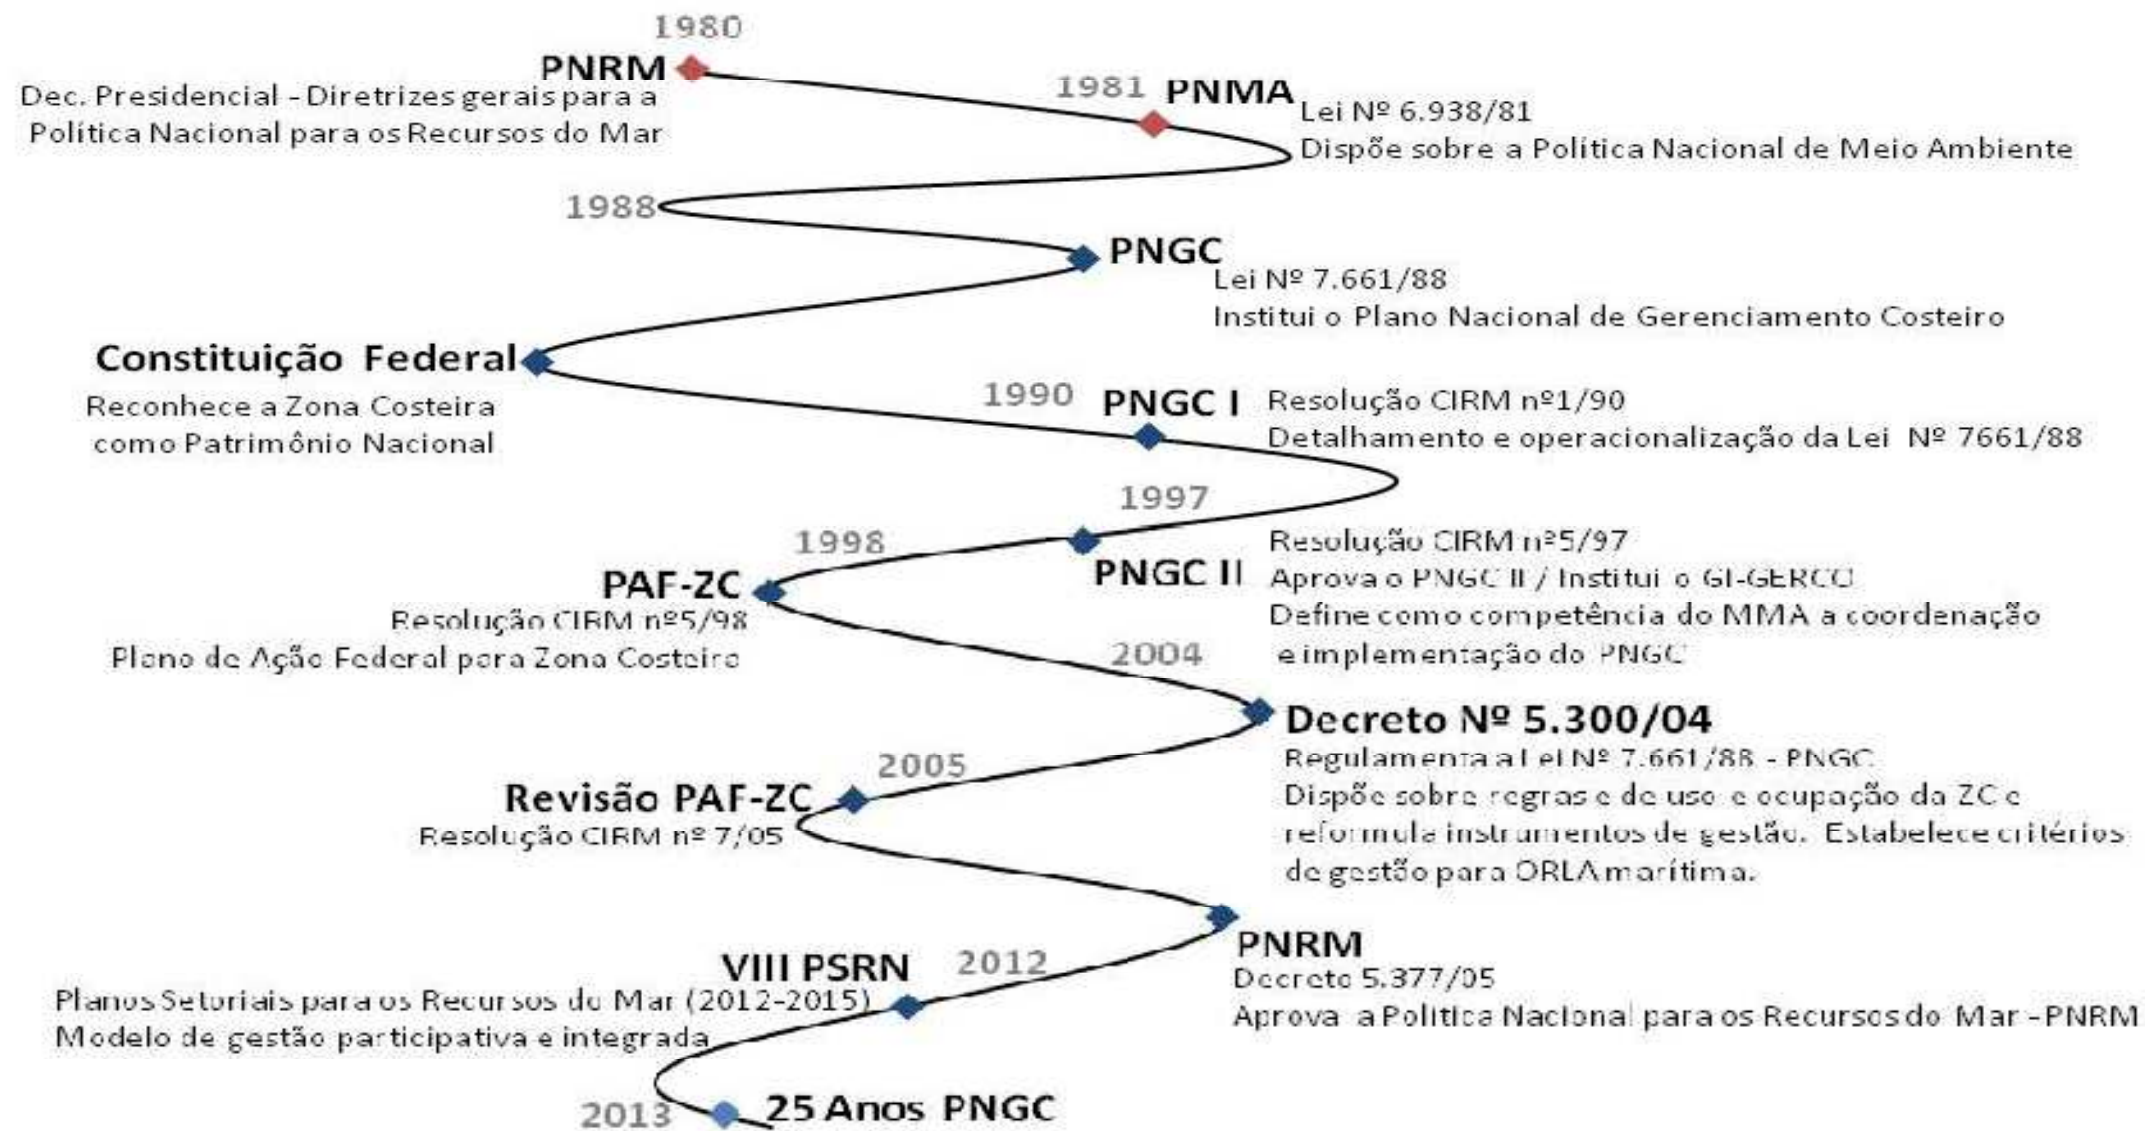 1980
PNRM
Dec. Presidencial - Diretrizes gerais para a
Política Nacional para os Recursos do Mar
1981
PNMA
Lei Nº 6.938/81
Dispõe sobre a Política Nacional de Meio Ambiente
1988
PNGC
Lei Nº 7.661/88
Institui o Plano Nacional de Gerenciamento Costeiro
Constituição Federal
Reconhece a Zona Costeira
como Patrimônio Nacional
1990
PNGC I
Resolução CIRM nº1/90
Detalhamento e operacionalização da Lei Nº 7661/88
1997
PNGC II
Resolução CIRM nº5/97
Aprova o PNGC II / Institui o GI-GERCO
Define como competência do MMA a coordenação
e implementação do PNGC
1998
PAF-ZC
Resolução CIRM nº5/98
Plano de Ação Federal para Zona Costeira
2004
Decreto Nº 5.300/04
Regulamenta a Lei Nº 7.661/88 - PNGC
Dispõe sobre regras e de uso e ocupação da ZC e
reformula instrumentos de gestão. Estabelece critérios
de gestão para ORLA marítima.
2005
Revisão PAF-ZC
Resolução CIRM nº 7/05
PNRM
Decreto 5.377/05
Aprova a Política Nacional para os Recursos do Mar - PNRM
2012
VIII PSRN
Planos Setoriais para os Recursos do Mar (2012-2015)
Modelo de gestão participativa e integrada
2013
25 Anos PNGC